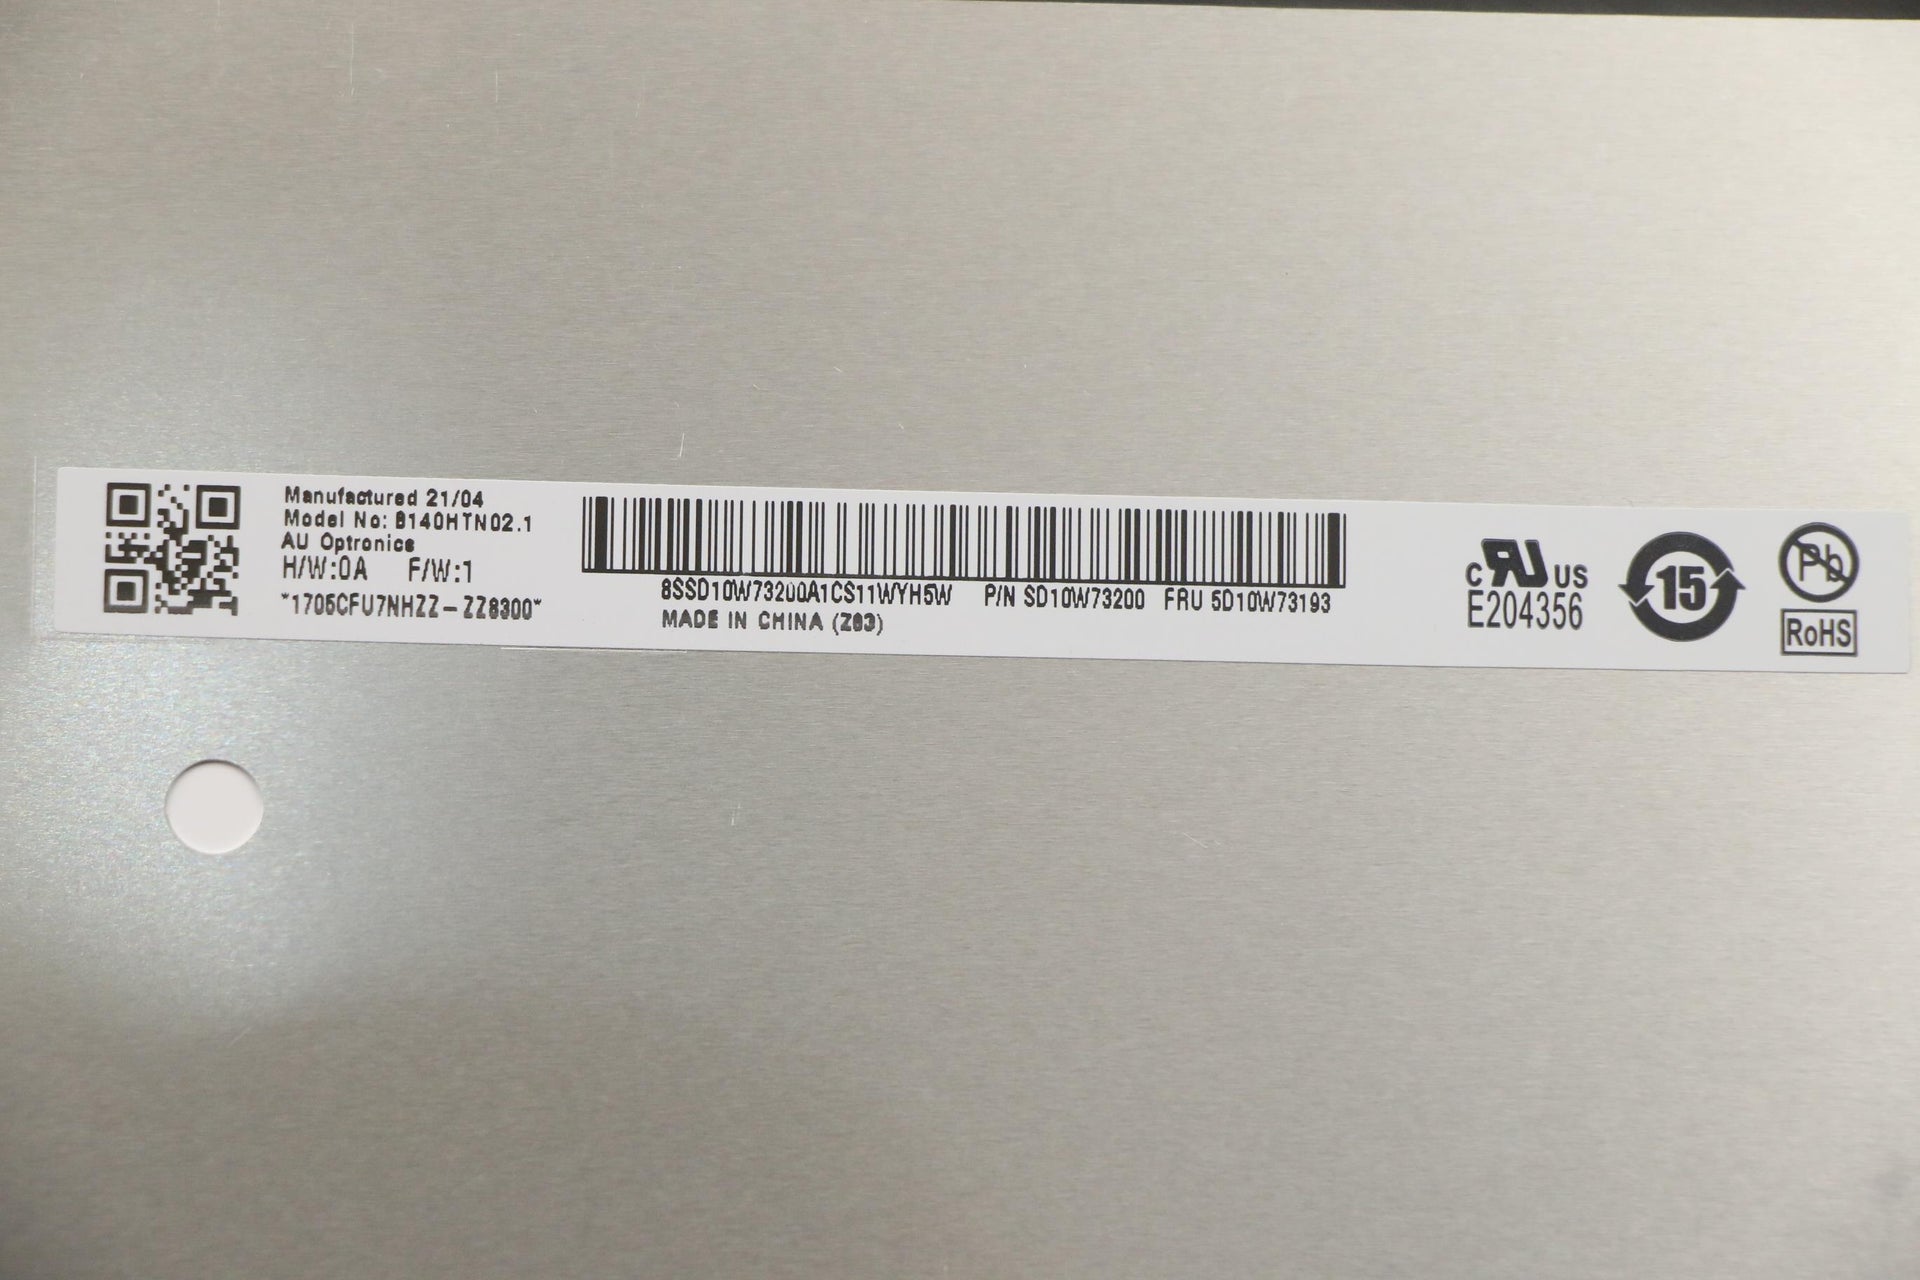 Manufactured 21/04
Model No: B140HTN02.1
AU Optronics
H/W:0A F/W:1
*1705CFU7NHZZ-ZZ8300*
8SSD10W73200A1CS11WYH5W P/N SD10W73200 FRU 5D10W73193
MADE IN CHINA (Z83)
c RU US
E204356
15
Pb
RoHS